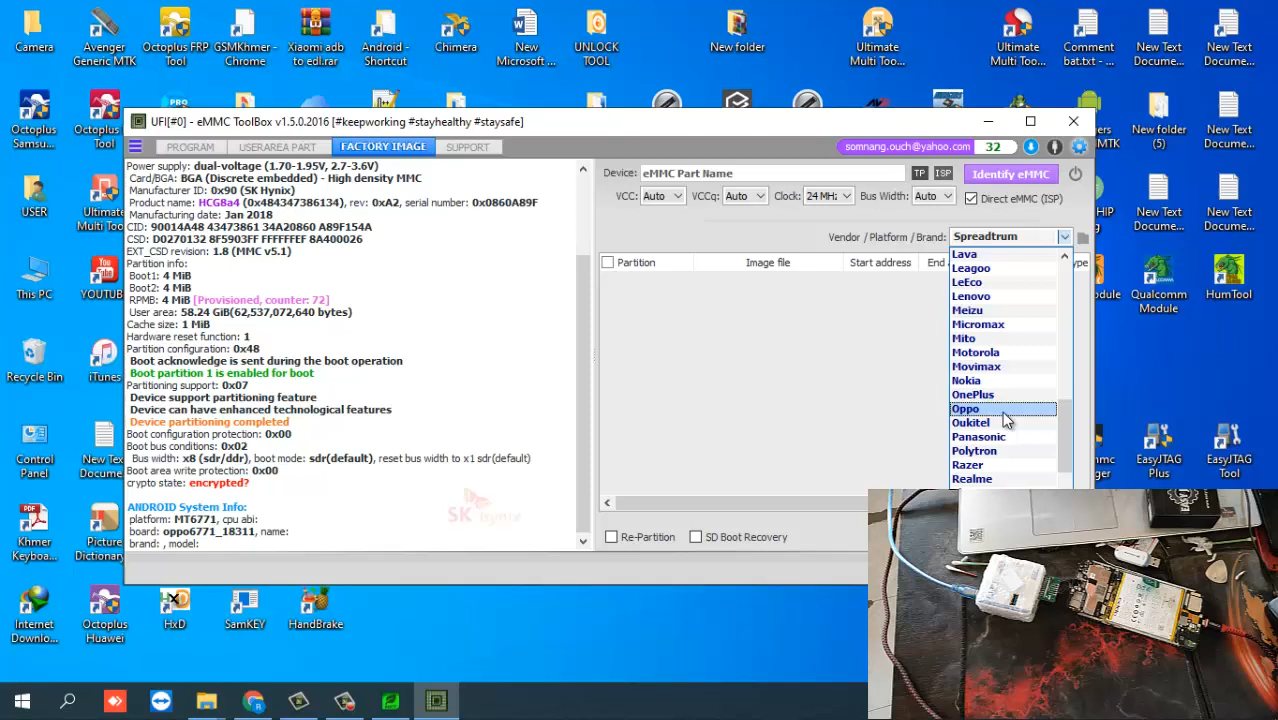 Camera
Avenger
Generic MTK
Octoplus FRP
Tool
GSMKhmer -
Chrome
Xiaomi adb
to edl.rar
Android -
Shortcut
Chimera
New
Microsoft ...
UNLOCK
TOOL
New folder
Ultimate
Multi Too...
Ultimate
Multi Too...
Comment
bat.txt - ...
New Text
Docume...
New Text
Docume...
Octoplus
Samsu...
Octoplus
PRO
New folder
(5)
New Text
Docume...
UFI[#0] - eMMC ToolBox v1.5.0.2016 [#keepworking #stayhealthy #staysafe]
PROGRAM
USERAREA PART
FACTORY IMAGE
SUPPORT
somnang.ouch@yahoo.com
32
Power supply: dual-voltage (1.70-1.95V, 2.7-3.6V)
Card/BGA: BGA (Discrete embedded) - High density MMC
Manufacturer ID: 0x90 (SK Hynix)
Product name: HCG8a4 (0x484347386134), rev: 0xA2, serial number: 0x0860A89F
Manufacturing date: Jan 2018
CID: 90014A48 43473861 34A20860 A89F154A
CSD: D0270132 8F5903FF FFFFFFEF 8A400026
EXT_CSD revision: 1.8 (MMC v5.1)
Partition info:
Boot1: 4 MiB
Boot2: 4 MiB
RPMB: 4 MiB [Provisioned, counter: 72]
User area: 58.24 GiB(62,537,072,640 bytes)
Cache size: 1 MiB
Hardware reset function: 1
Partition configuration: 0x48
Boot acknowledge is sent during the boot operation
Boot partition 1 is enabled for boot
Partitioning support: 0x07
Device support partitioning feature
Device can have enhanced technological features
Device partitioning completed
Boot configuration protection: 0x00
Boot bus conditions: 0x02
Bus width: x8 (sdr/ddr), boot mode: sdr(default), reset bus width to x1 sdr(default)
Boot area write protection: 0x00
crypto state: encrypted?
ANDROID System Info:
platform: MT6771, cpu abi:
board: oppo6771_18311, name:
brand: , model:
SK hynix
Device: eMMC Part Name
TP
ISP
Identify eMMC
VCC: Auto
VCCq: Auto
Clock: 24 MHz
Bus Width: Auto
Direct eMMC (ISP)
Vendor / Platform / Brand: Spreadtrum
Partition
Image file
Start address
Lava
Leagoo
LeEco
Lenovo
Meizu
Micromax
Mito
Motorola
Movimax
Nokia
OnePlus
Oppo
Oukitel
Panasonic
Polytron
Razer
Realme
Re-Partition
SD Boot Recovery
USER
Ultimate
Multi Too...
This PC
YOUTUBE
Recycle Bin
iTunes
Control
Panel
New Text
Docume...
PDF
Khmer
Keyboa...
Picture
Dictionary
Internet
Downlo...
Octoplus
Huawei
HxD
SamKEY
HandBrake
Qualcomm
Module
HumTool
EasyJTAG
Plus
EasyJTAG
Tool